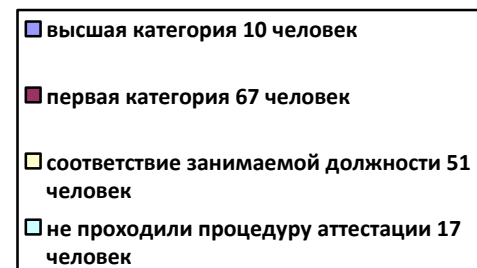 высшая категория 10 человек
первая категория 67 человек
соответствие занимаемой должности 51
человек
не проходили процедуру аттестации 17
человек